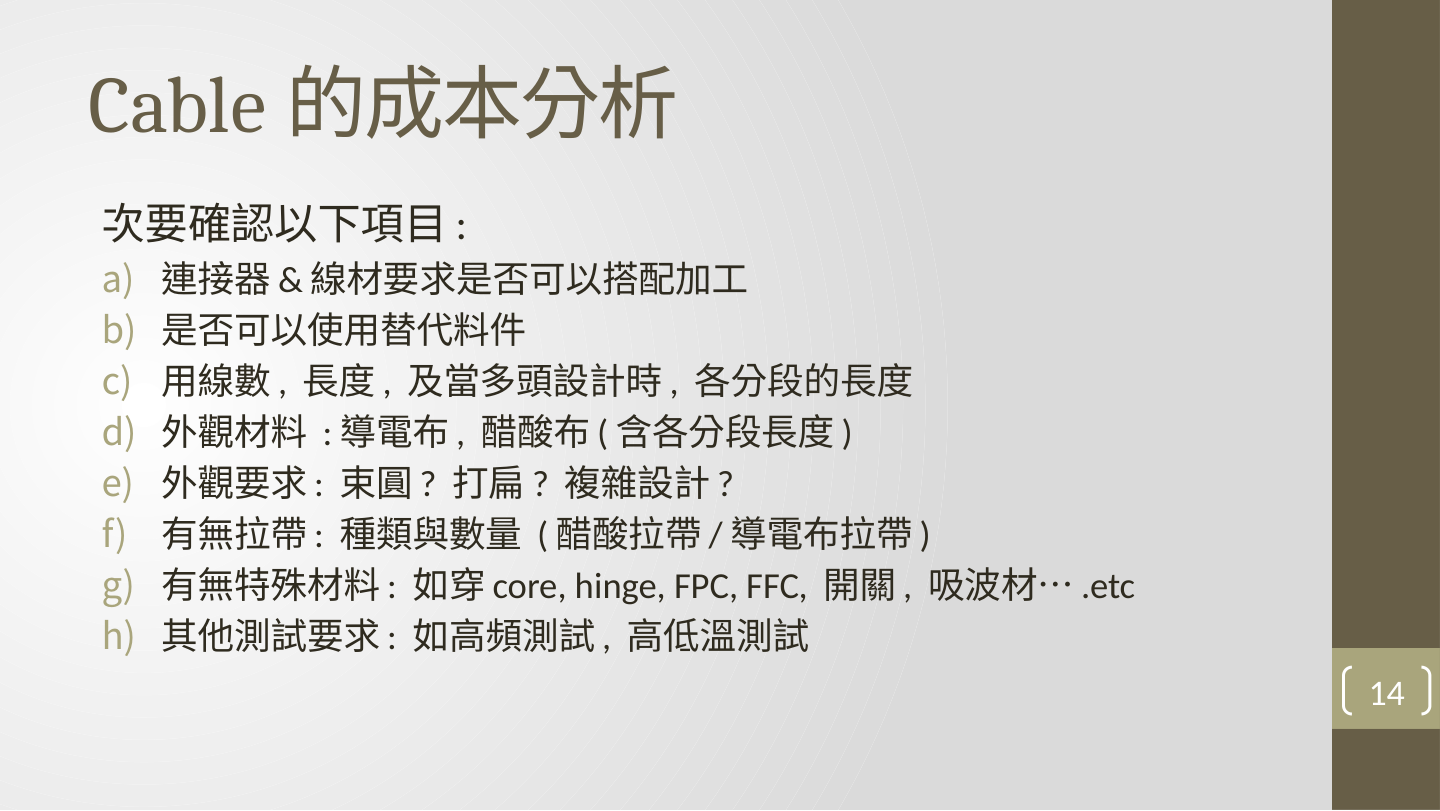 Cable 的成本分析
次要確認以下項目 :
a) 連接器 & 線材要求是否可以搭配加工
b) 是否可以使用替代料件
c) 用線數 , 長度 , 及當多頭設計時 , 各分段的長度
d) 外觀材料 : 導電布 , 醋酸布 ( 含各分段長度 )
e) 外觀要求 : 束圓 ? 打扁 ? 複雜設計 ?
f) 有無拉帶 : 種類與數量 ( 醋酸拉帶 / 導電布拉帶 )
g) 有無特殊材料 : 如穿 core, hinge, FPC, FFC, 開關 , 吸波材… .etc
h) 其他測試要求 : 如高頻測試 , 高低溫測試
14